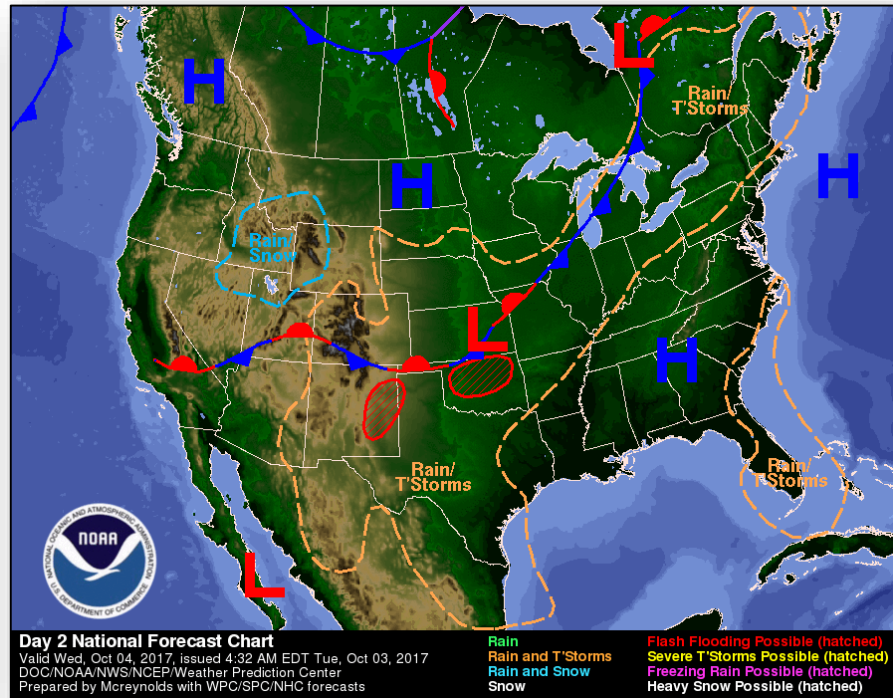 L
H
Rain/
T'Storms
H
H
Rain/
Snow
L
H
Rain/
T'Storms
Rain/
T'Storms
NATIONAL OCEANIC AND ATMOSPHERIC ADMINISTRATION
NOAA
U.S. DEPARTMENT OF COMMERCE
L
Day 2 National Forecast Chart
Valid Wed, Oct 04, 2017, issued 4:32 AM EDT Tue, Oct 03, 2017
DOC/NOAA/NWS/NCEP/Weather Prediction Center
Prepared by Mcreynolds with WPC/SPC/NHC forecasts
Rain
Rain and T'Storms
Rain and Snow
Snow
Flash Flooding Possible (hatched)
Severe T'Storms Possible (hatched)
Freezing Rain Possible (hatched)
Heavy Snow Possible (hatched)